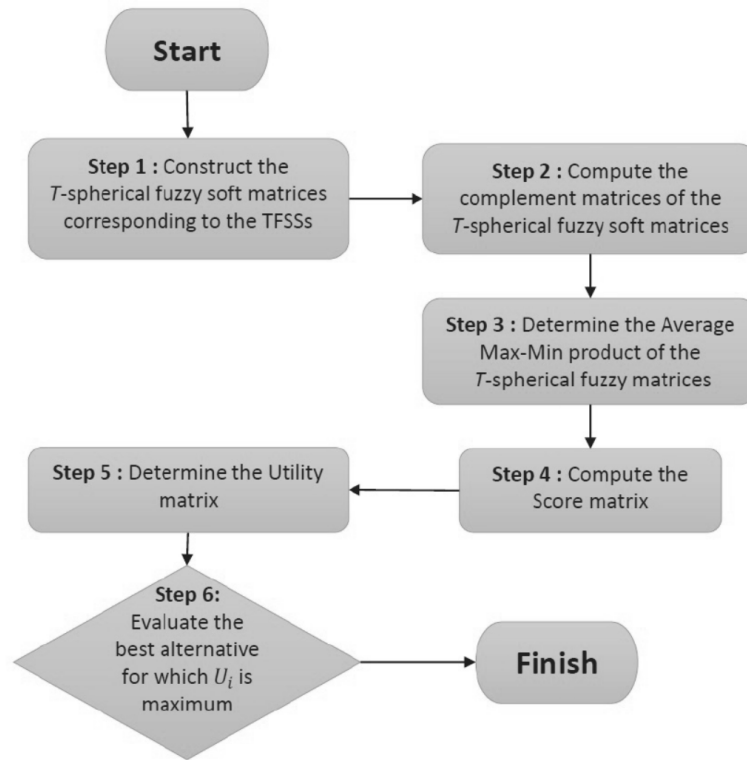 Start
Step 1 : Construct the
T-spherical fuzzy soft matrices
corresponding to the TFSSs
Step 2 : Compute the
complement matrices of the
T-spherical fuzzy soft matrices
Step 3 : Determine the Average
Max-Min product of the
T-spherical fuzzy matrices
Step 4 : Compute the
Score matrix
Step 5 : Determine the Utility
matrix
Step 6:
Evaluate the
best alternative
for which U_i is
maximum
Finish